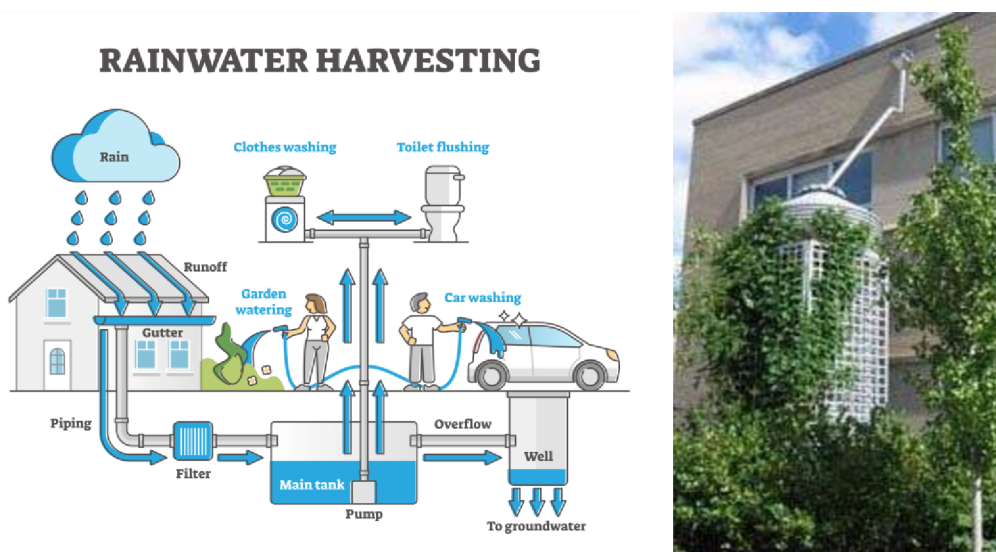 RAINWATER HARVESTING
Rain
Clothes washing
Toilet flushing
Runoff
Garden
watering
Car washing
Gutter
Piping
Filter
Overflow
Main tank
Well
Pump
To groundwater